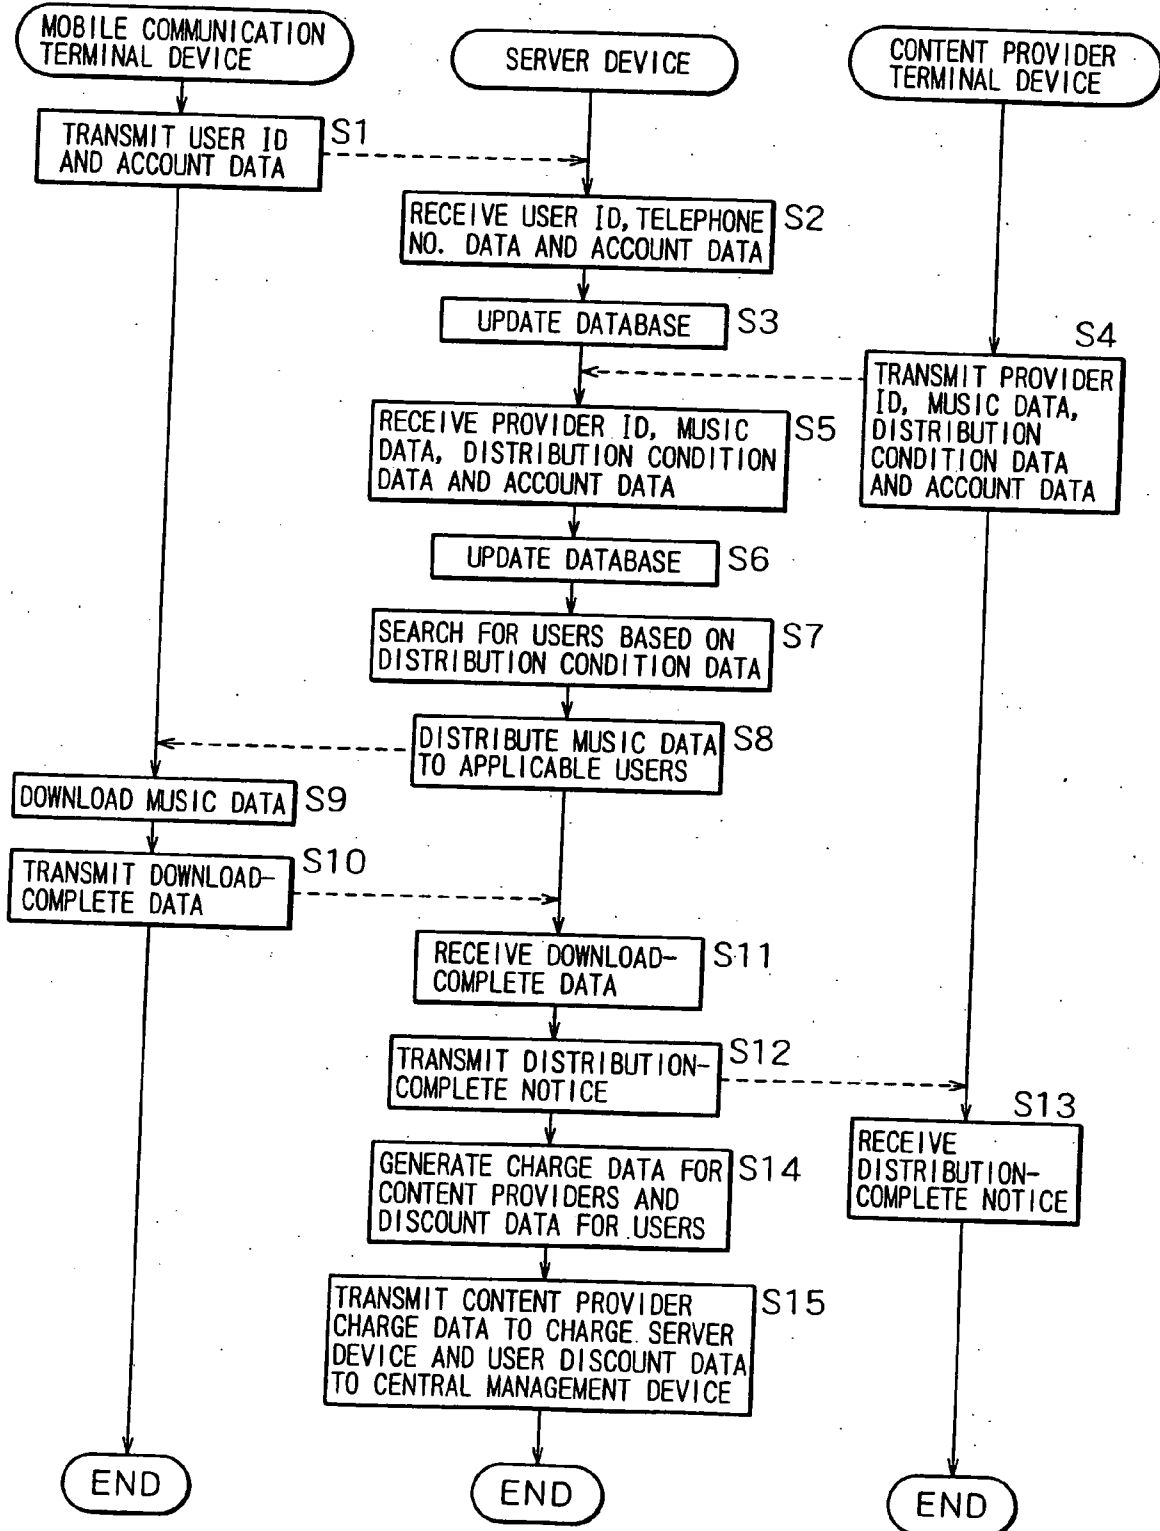 MOBILE COMMUNICATION
TERMINAL DEVICE
SERVER DEVICE
CONTENT PROVIDER
TERMINAL DEVICE
TRANSMIT USER ID
AND ACCOUNT DATA
S1
RECEIVE USER ID, TELEPHONE
NO. DATA AND ACCOUNT DATA
S2
UPDATE DATABASE
S3
S4
TRANSMIT PROVIDER
ID, MUSIC DATA,
DISTRIBUTION
CONDITION DATA
AND ACCOUNT DATA
RECEIVE PROVIDER ID, MUSIC
DATA, DISTRIBUTION CONDITION
DATA AND ACCOUNT DATA
S5
UPDATE DATABASE
S6
SEARCH FOR USERS BASED ON
DISTRIBUTION CONDITION DATA
S7
DISTRIBUTE MUSIC DATA
TO APPLICABLE USERS
S8
DOWNLOAD MUSIC DATA
S9
TRANSMIT DOWNLOAD-
COMPLETE DATA
S10
RECEIVE DOWNLOAD-
COMPLETE DATA
S11
TRANSMIT DISTRIBUTION-
COMPLETE NOTICE
S12
S13
RECEIVE
DISTRIBUTION-
COMPLETE NOTICE
GENERATE CHARGE DATA FOR
CONTENT PROVIDERS AND
DISCOUNT DATA FOR USERS
S14
TRANSMIT CONTENT PROVIDER
CHARGE DATA TO CHARGE SERVER
DEVICE AND USER DISCOUNT DATA
TO CENTRAL MANAGEMENT DEVICE
S15
END
END
END